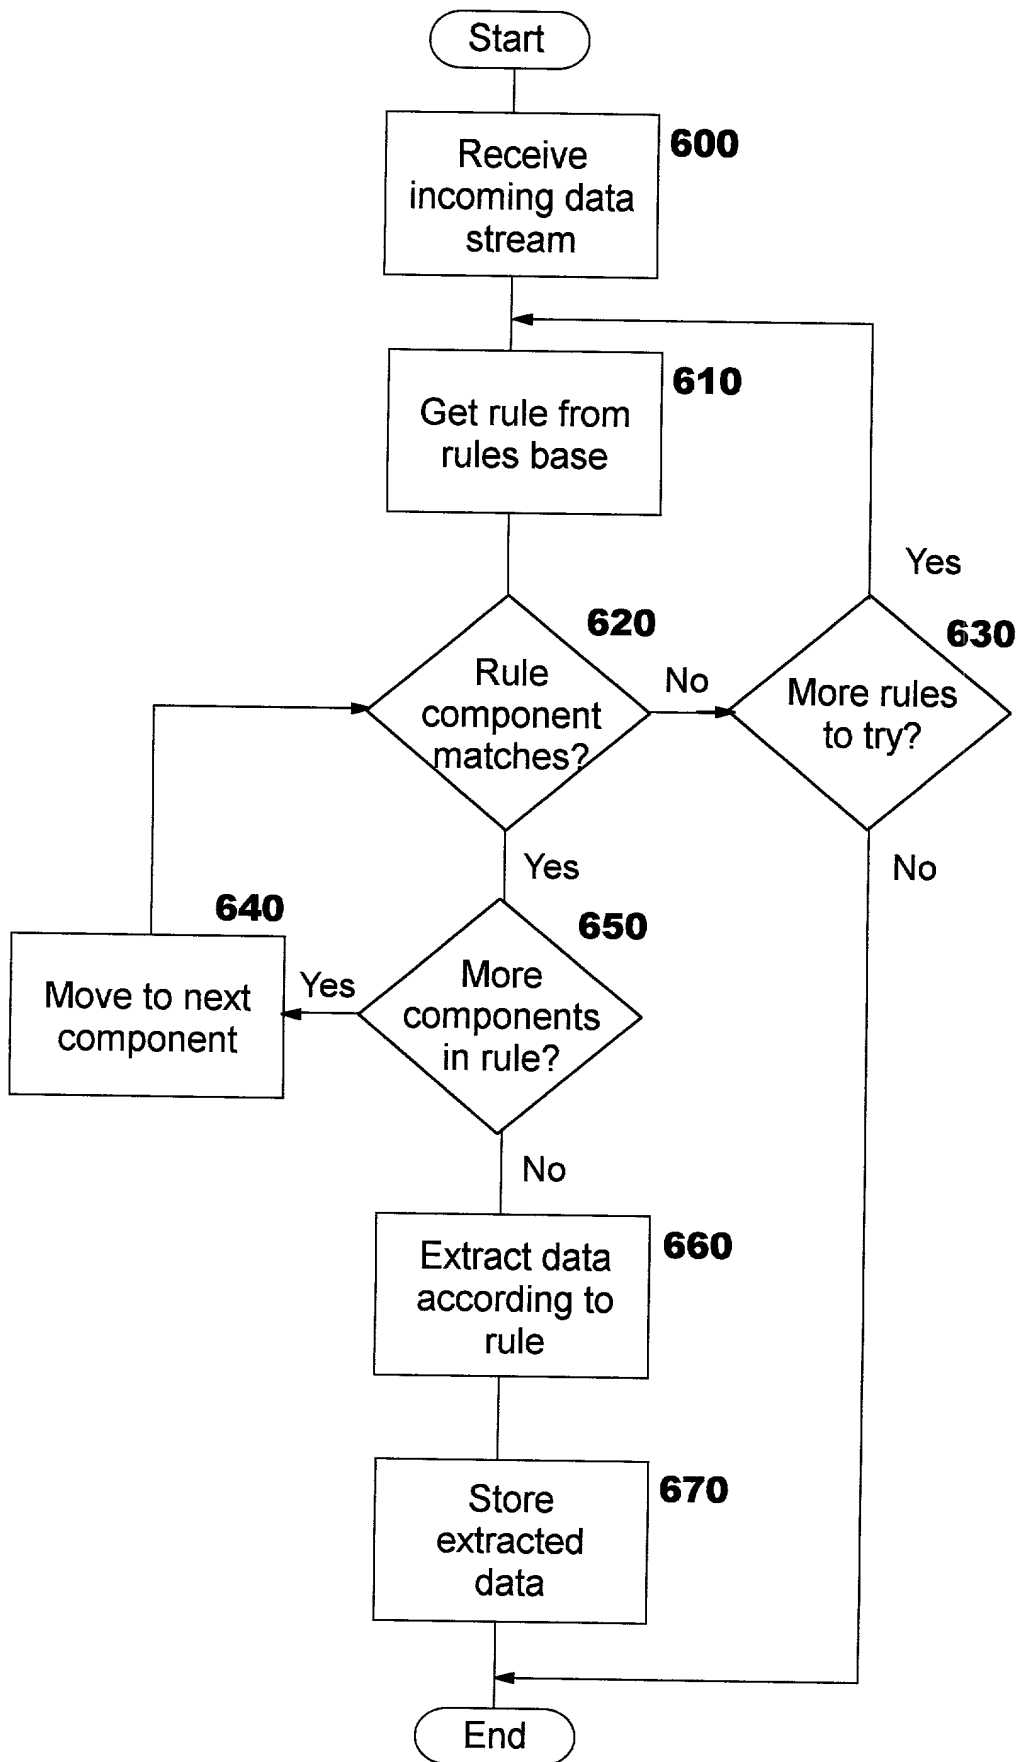 Start
600
Receive
incoming data
stream
610
Get rule from
rules base
Yes
620
630
Rule
component
matches?
No
More rules
to try?
Yes
No
640
650
Move to next
component
Yes
More
components
in rule?
No
660
Extract data
according to
rule
670
Store
extracted
data
End